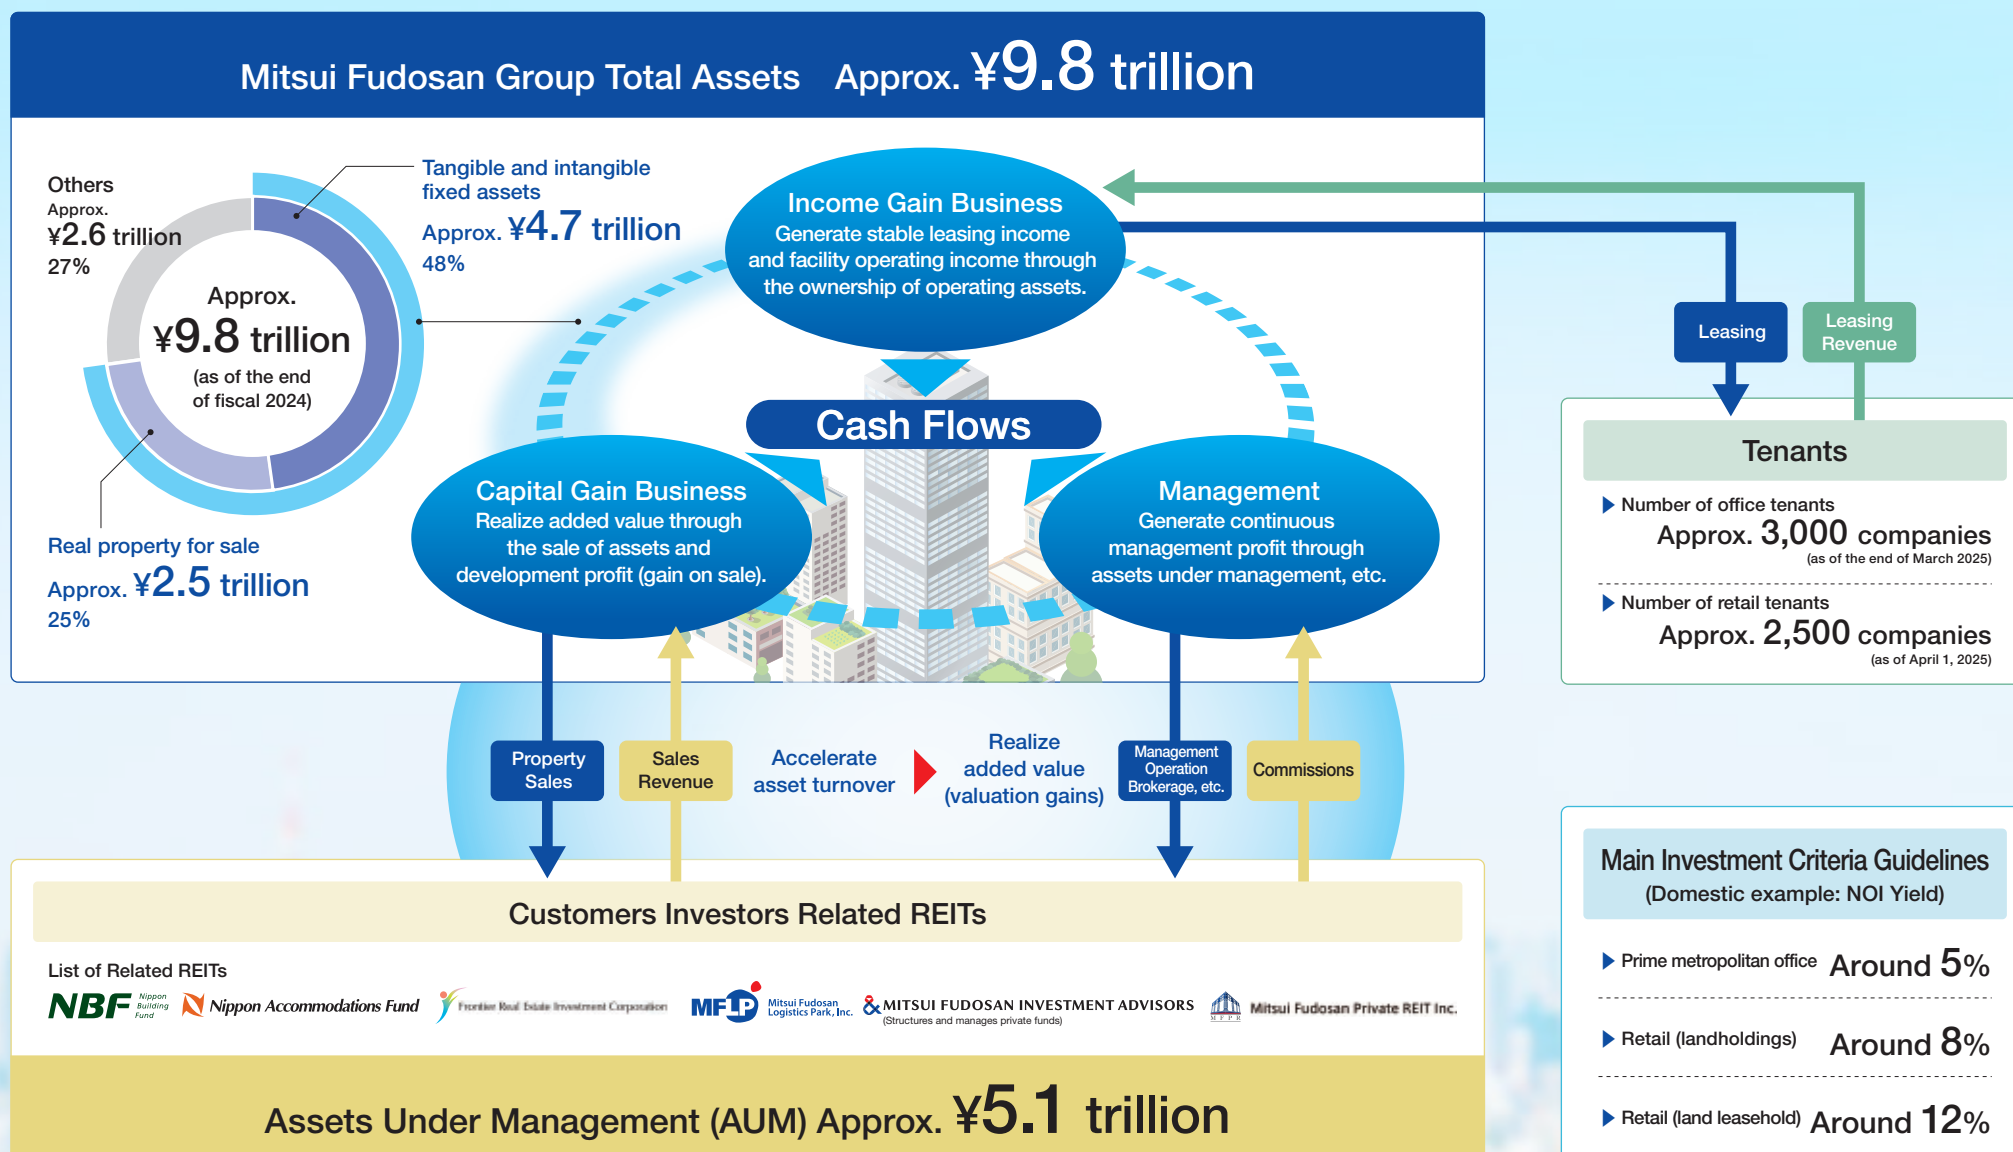 Mitsui Fudosan Group Total Assets Approx. ¥9.8 trillion
Others
Approx.
¥2.6 trillion
27%
Tangible and intangible
fixed assets
Approx. ¥4.7 trillion
48%
Approx.
¥9.8 trillion
(as of the end
of fiscal 2024)
Real property for sale
Approx. ¥2.5 trillion
25%
Income Gain Business
Generate stable leasing income
and facility operating income through
the ownership of operating assets.
Cash Flows
Capital Gain Business
Realize added value through
the sale of assets and
development profit (gain on sale).
Management
Generate continuous
management profit through
assets under management, etc.
Leasing
Leasing
Revenue
Tenants
Number of office tenants
Approx. 3,000 companies
(as of the end of March 2025)
Number of retail tenants
Approx. 2,500 companies
(as of April 1, 2025)
Property
Sales
Sales
Revenue
Accelerate
asset turnover
Realize
added value
(valuation gains)
Management
Operation
Brokerage, etc.
Commissions
Customers Investors Related REITs
List of Related REITs
NBF Nippon
Building
Fund
Nippon Accommodations Fund
Frontier Real Estate Investment Corporation
MFLP Mitsui Fudosan
Logistics Park, Inc.
& MITSUI FUDOSAN INVESTMENT ADVISORS
(Structures and manages private funds)
MFPR Mitsui Fudosan Private REIT Inc.
Assets Under Management (AUM) Approx. ¥5.1 trillion
Main Investment Criteria Guidelines
(Domestic example: NOI Yield)
Prime metropolitan office Around 5%
Retail (landholdings) Around 8%
Retail (land leasehold) Around 12%